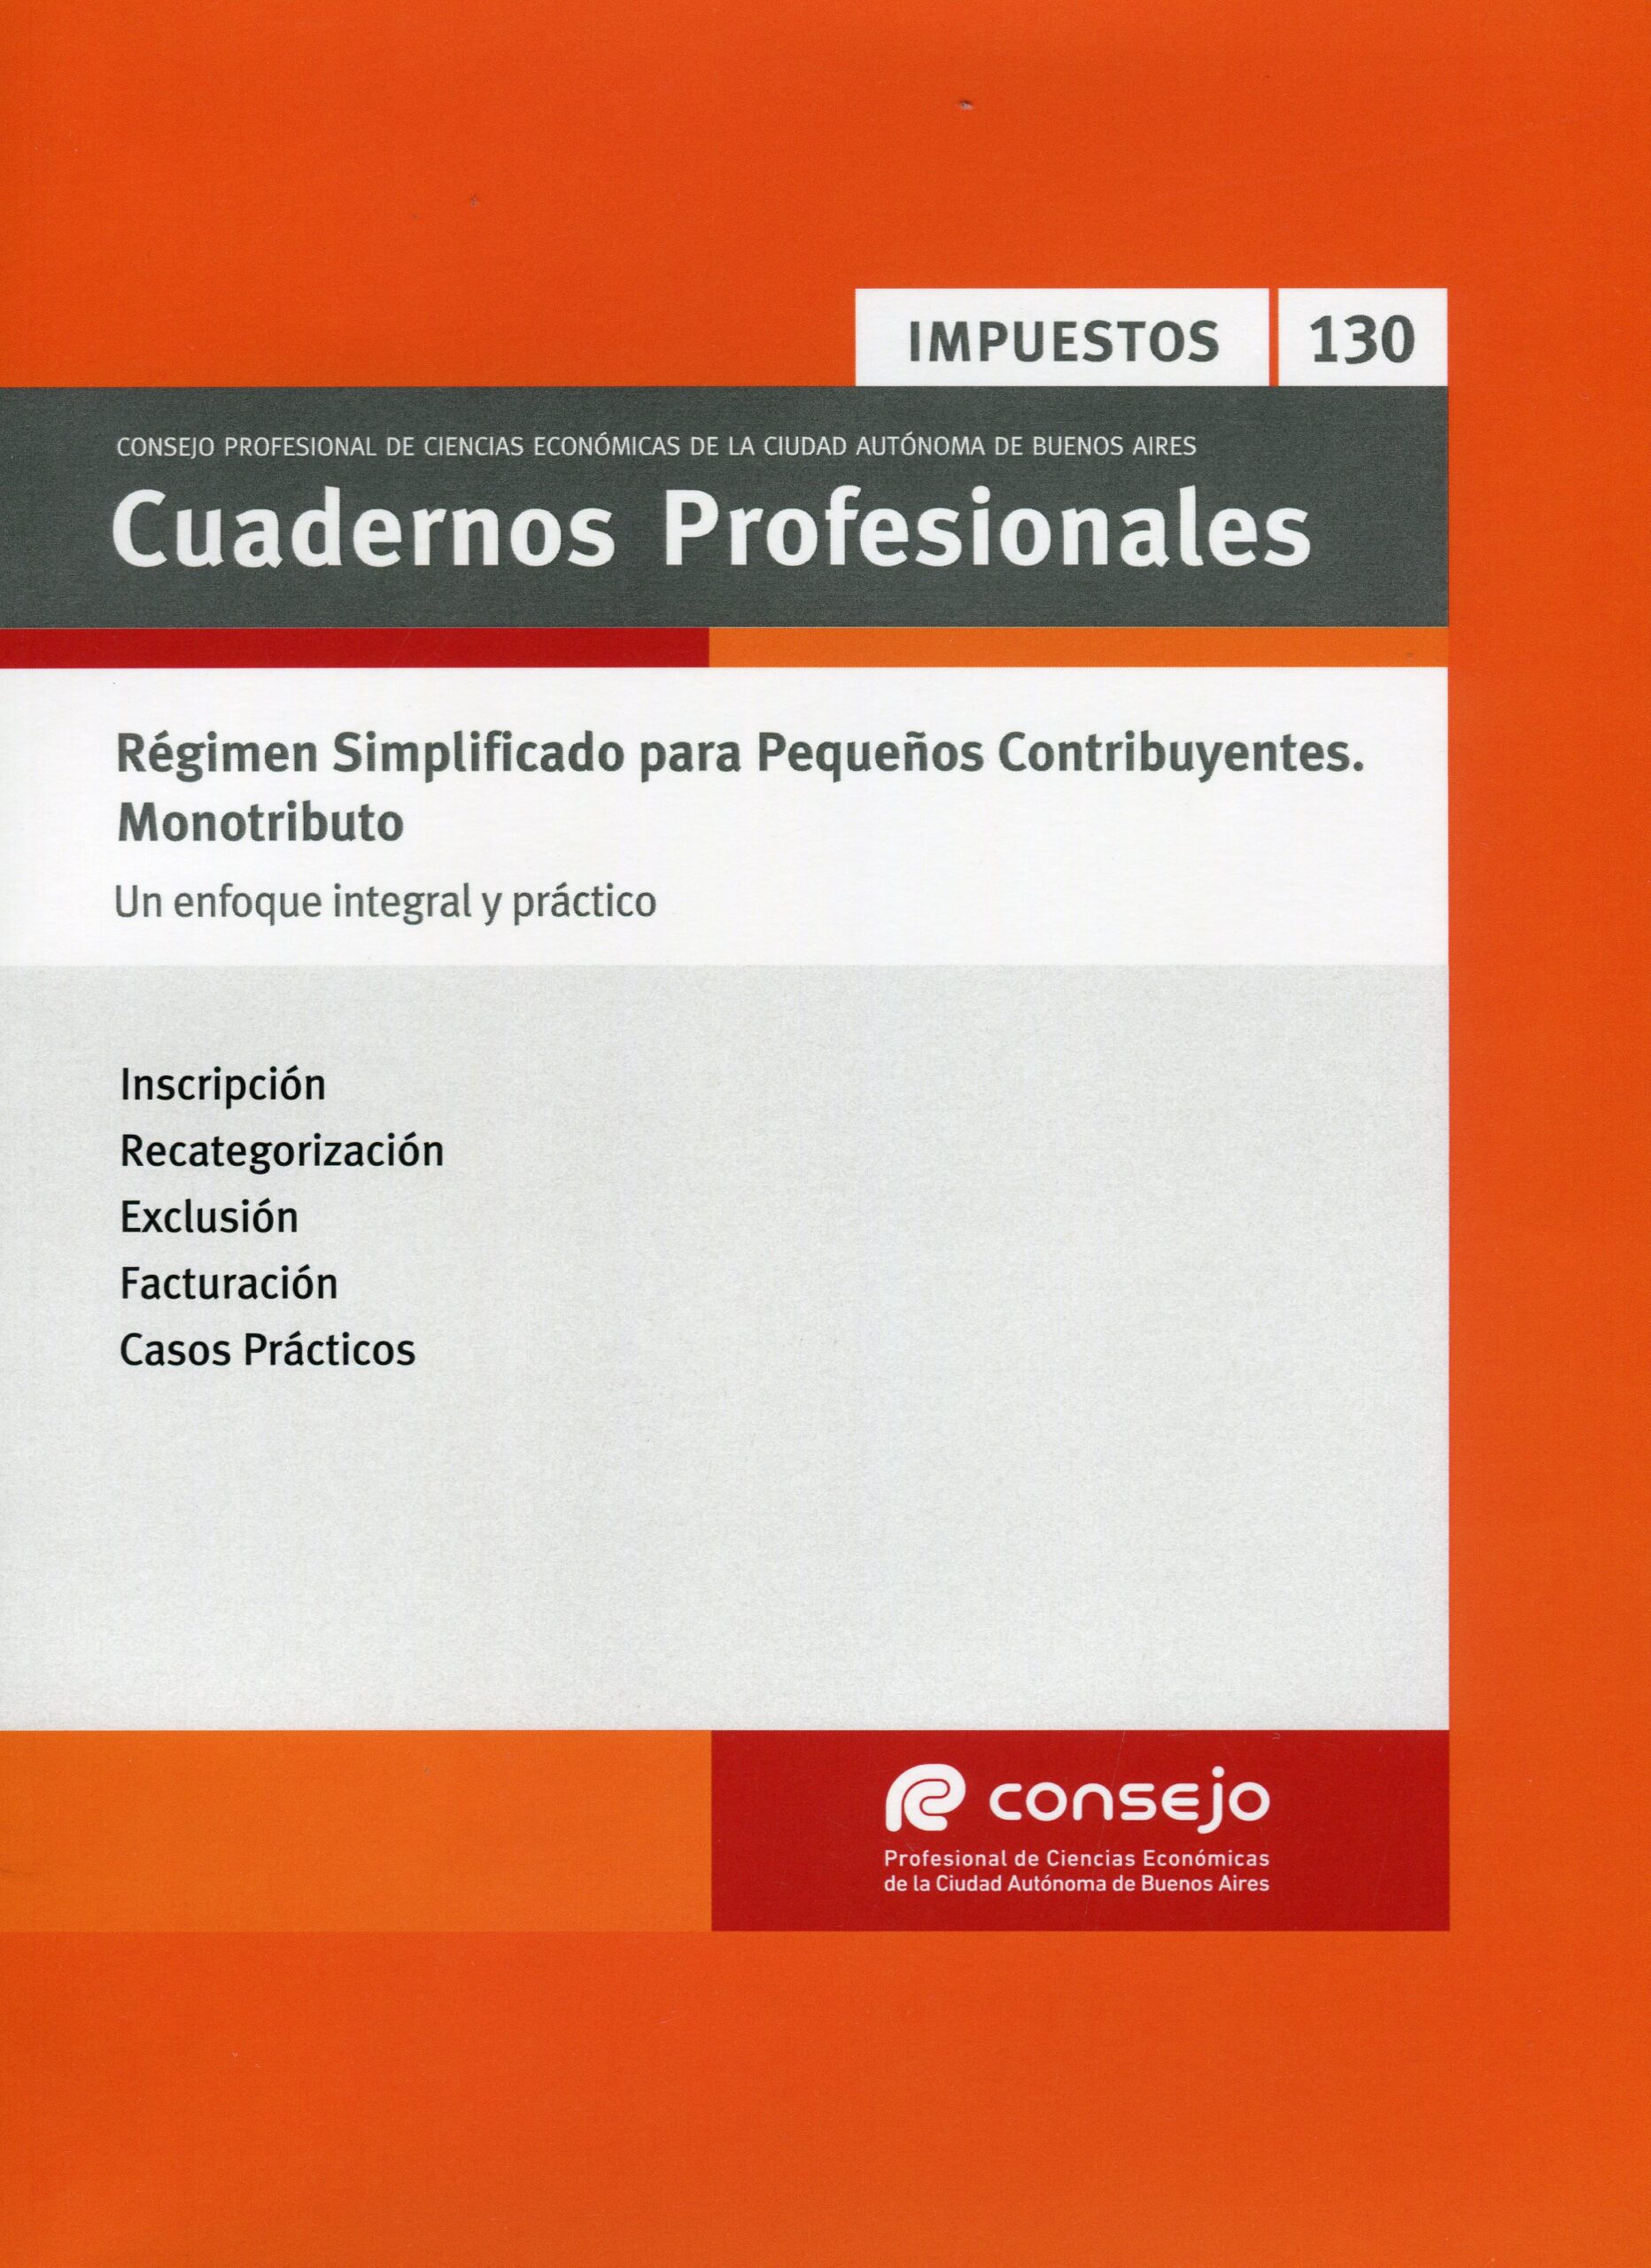 IMPUESTOS 130
CONSEJO PROFESIONAL DE CIENCIAS ECONÓMICAS DE LA CIUDAD AUTÓNOMA DE BUENOS AIRES
Cuadernos Profesionales
Régimen Simplificado para Pequeños Contribuyentes.
Monotributo
Un enfoque integral y práctico
Inscripción
Recategorización
Exclusión
Facturación
Casos Prácticos
consejo
Profesional de Ciencias Económicas
de la Ciudad Autónoma de Buenos Aires